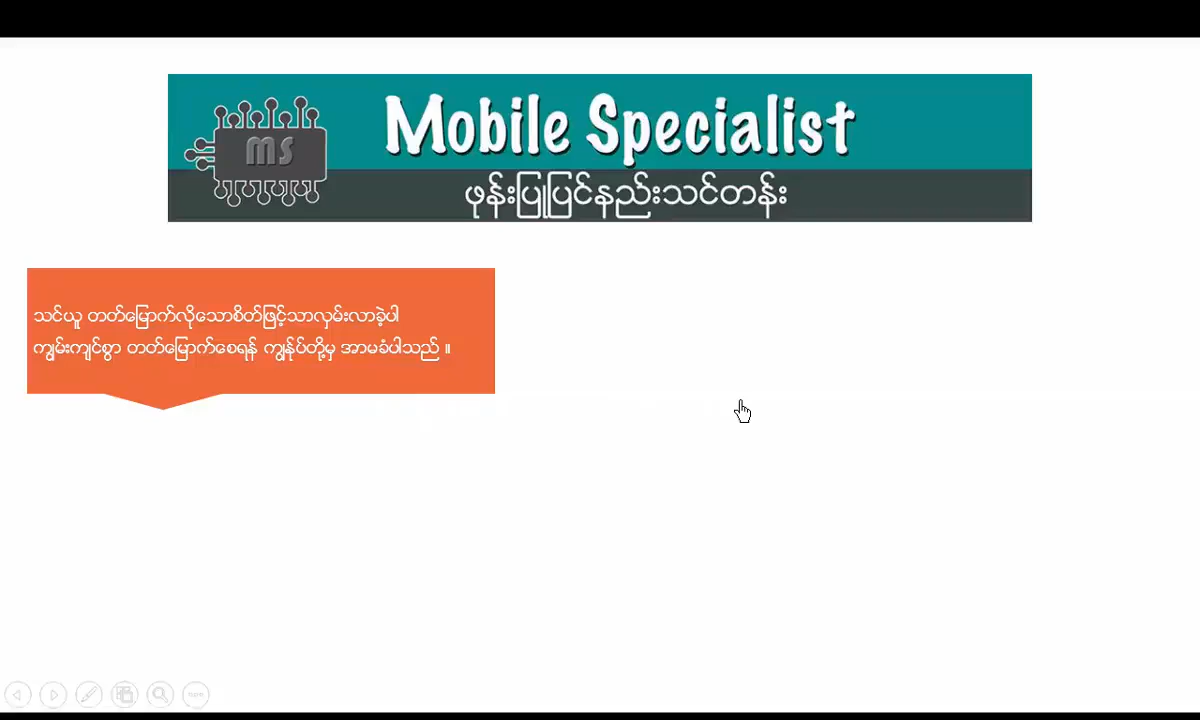 MS
Mobile Specialist
ဖုန်းပြုပြင်နည်းသင်တန်း
သင်ယူ တတ်မြောက်လိုသောစိတ်ဖြင့်သာလှမ်းလာခဲ့ပါ
ကျွမ်းကျင်စွာ တတ်မြောက်စေရန် ကျွန်ုပ်တို့မှ အာမခံပါသည် ။